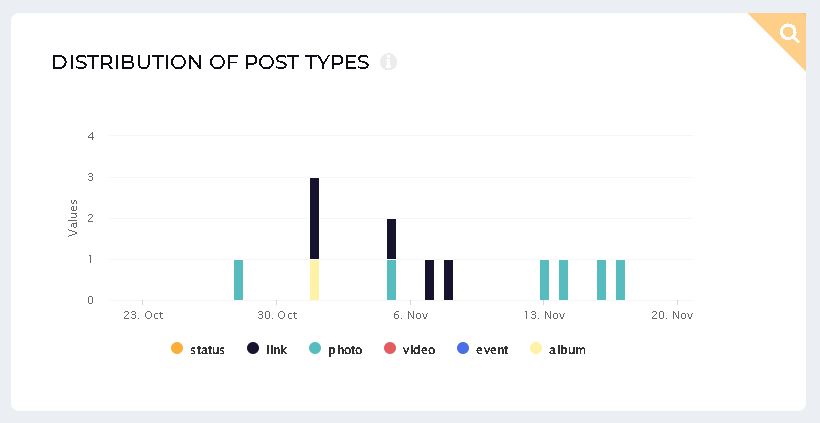 DISTRIBUTION OF POST TYPES
4
3
2
1
0
Values
23. Oct 30. Oct 6. Nov 13. Nov 20. Nov
status link photo video event album